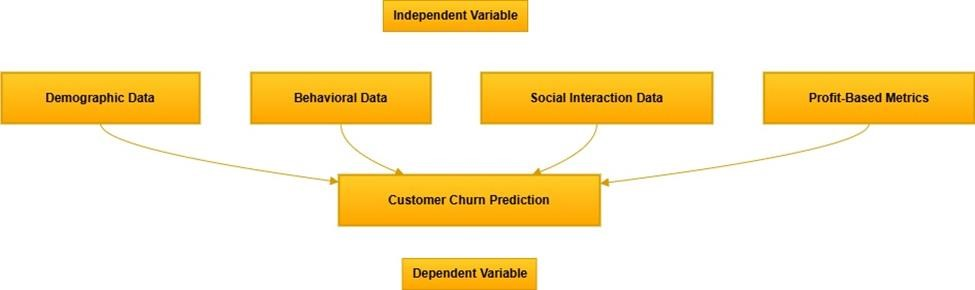 Independent Variable
Demographic Data
Behavioral Data
Social Interaction Data
Profit-Based Metrics
Customer Churn Prediction
Dependent Variable